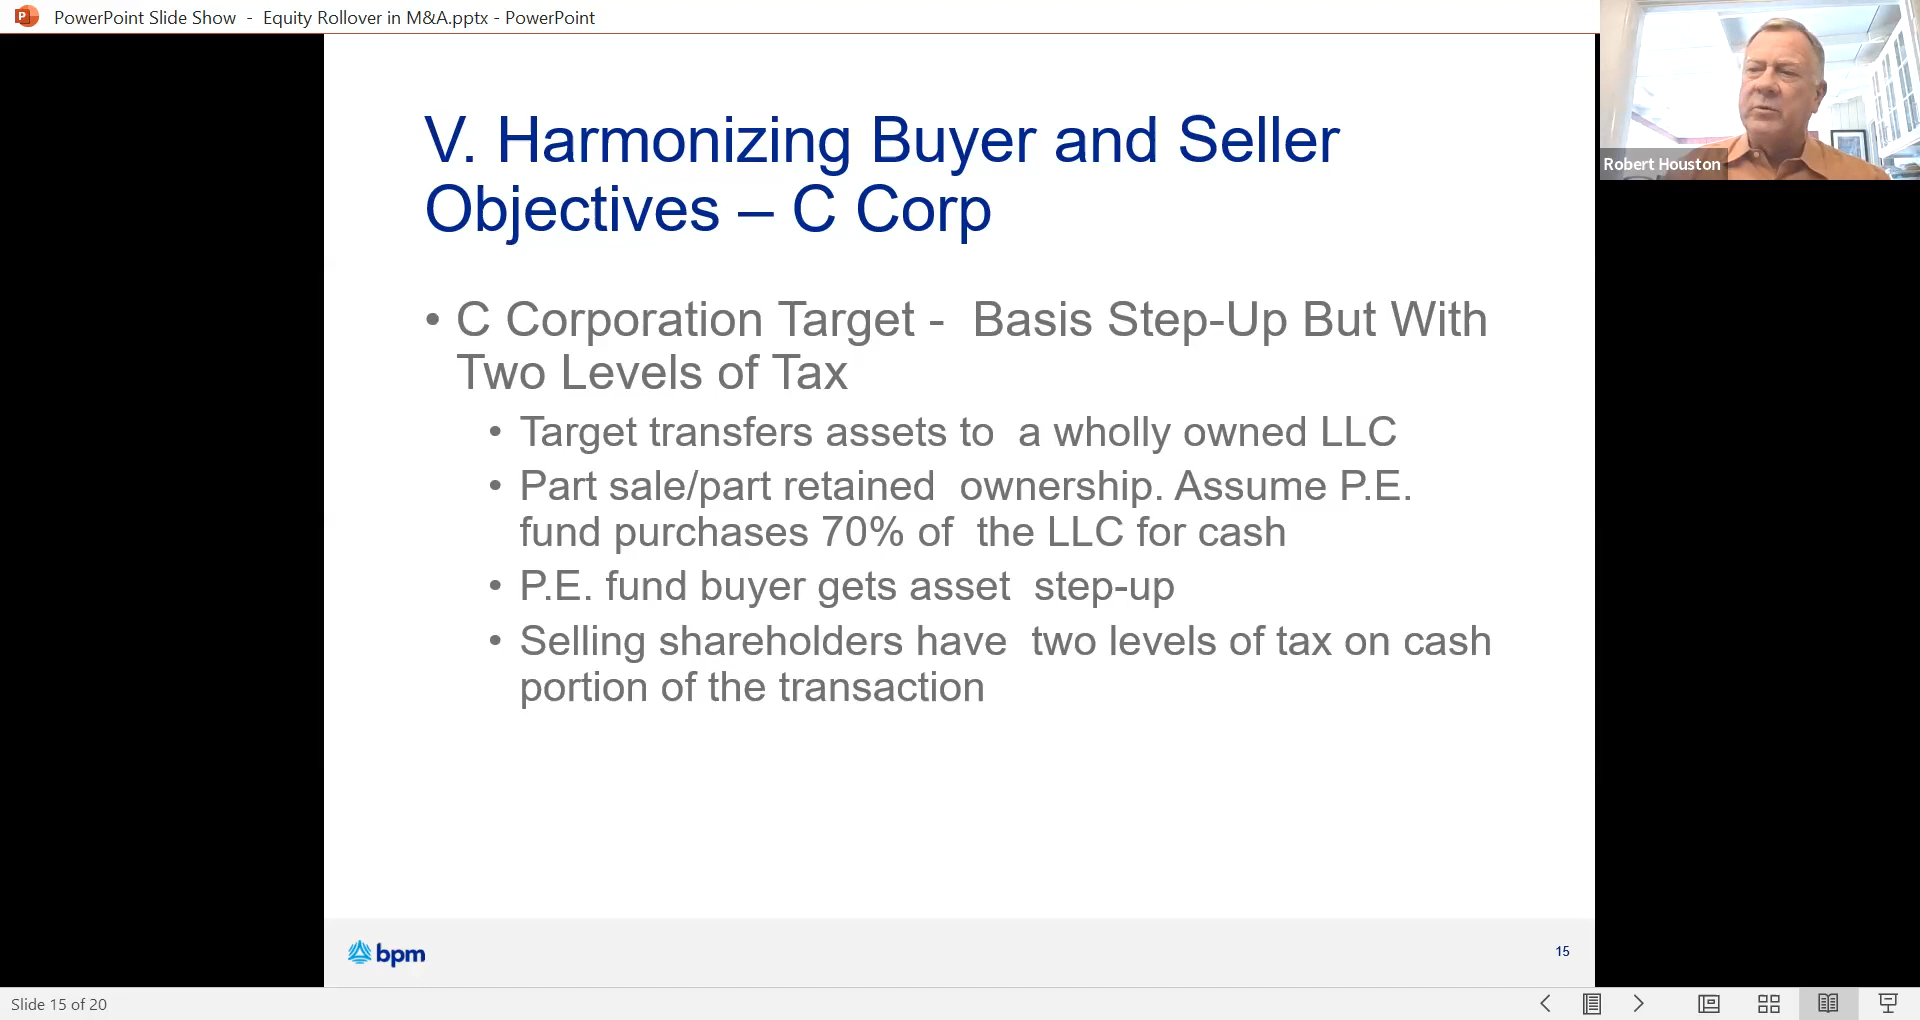 PowerPoint Slide Show - Equity Rollover in M&A.pptx - PowerPoint
Robert Houston
V. Harmonizing Buyer and Seller
Objectives – C Corp
• C Corporation Target - Basis Step-Up But With
Two Levels of Tax
• Target transfers assets to a wholly owned LLC
• Part sale/part retained ownership. Assume P.E.
fund purchases 70% of the LLC for cash
• P.E. fund buyer gets asset step-up
• Selling shareholders have two levels of tax on cash
portion of the transaction
bpm
15
Slide 15 of 20